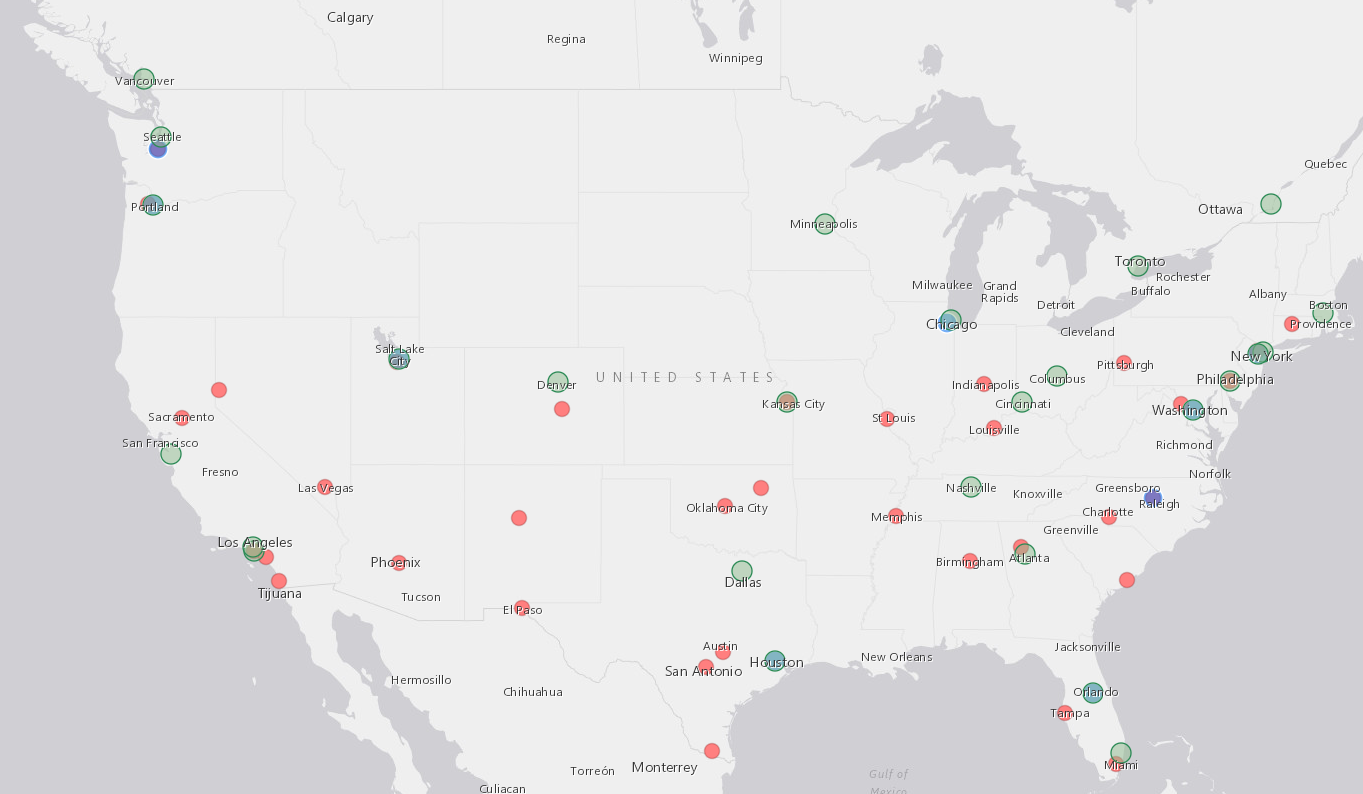 Calgary
Regina
Winnipeg
Vancouver
Seattle
Quebec
Portland
Ottawa
Minneapolis
Toronto
Rochester
Buffalo
Milwaukee
Grand
Rapids
Detroit
Albany
Boston
Chicago
Cleveland
Providence
Salt Lake
City
New York
Pittsburgh
UNITED STATES
Denver
Indianapolis
Columbus
Philadelphia
Kansas City
Cincinnati
Washington
Sacramento
St Louis
Louisville
San Francisco
Richmond
Fresno
Norfolk
Las Vegas
Nashville
Knoxville
Greensboro
Raleigh
Oklahoma City
Memphis
Charlotte
Greenville
Los Angeles
Phoenix
Birmingham
Atlanta
Dallas
Tijuana
Tucson
El Paso
Austin
Jacksonville
New Orleans
San Antonio
Houston
Hermosillo
Chihuahua
Orlando
Tampa
Torreón
Monterrey
Miami
Gulf of
Mexico
Culiacan